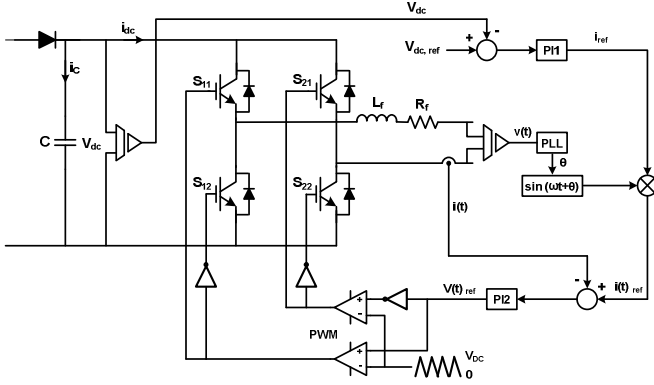 V_dc
i_dc
V_dc, ref
+
-
PI1
i_ref
i_C
S_11
S_21
L_f
R_f
C
V_dc
v(t)
PLL
θ
sin (ωt+θ)
S_12
S_22
i(t)
-
+
i(t) _ref
PI2
V(t) _ref
+
-
PWM
+
-
V_DC
0